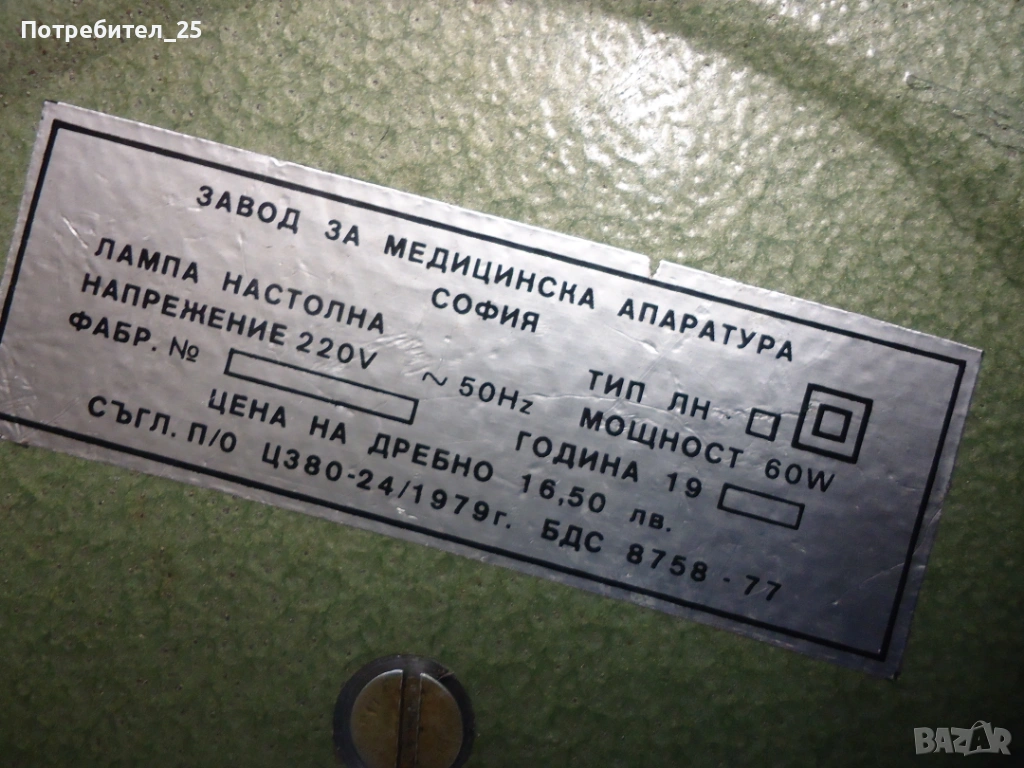 Потребител_25
ЗАВОД ЗА МЕДИЦИНСКА АПАРАТУРА
СОФИЯ
ЛАМПА НАСТОЛНА ТИП ЛН
НАПРЕЖЕНИЕ 220V ~ 50Hz МОЩНОСТ 60W
ФАБР. № ГОДИНА 19
ЦЕНА НА ДРЕБНО 16,50 лв.
СЪГЛ. П/О ЦЗ80-24/1979г. БДС 8758-77
BAZAR